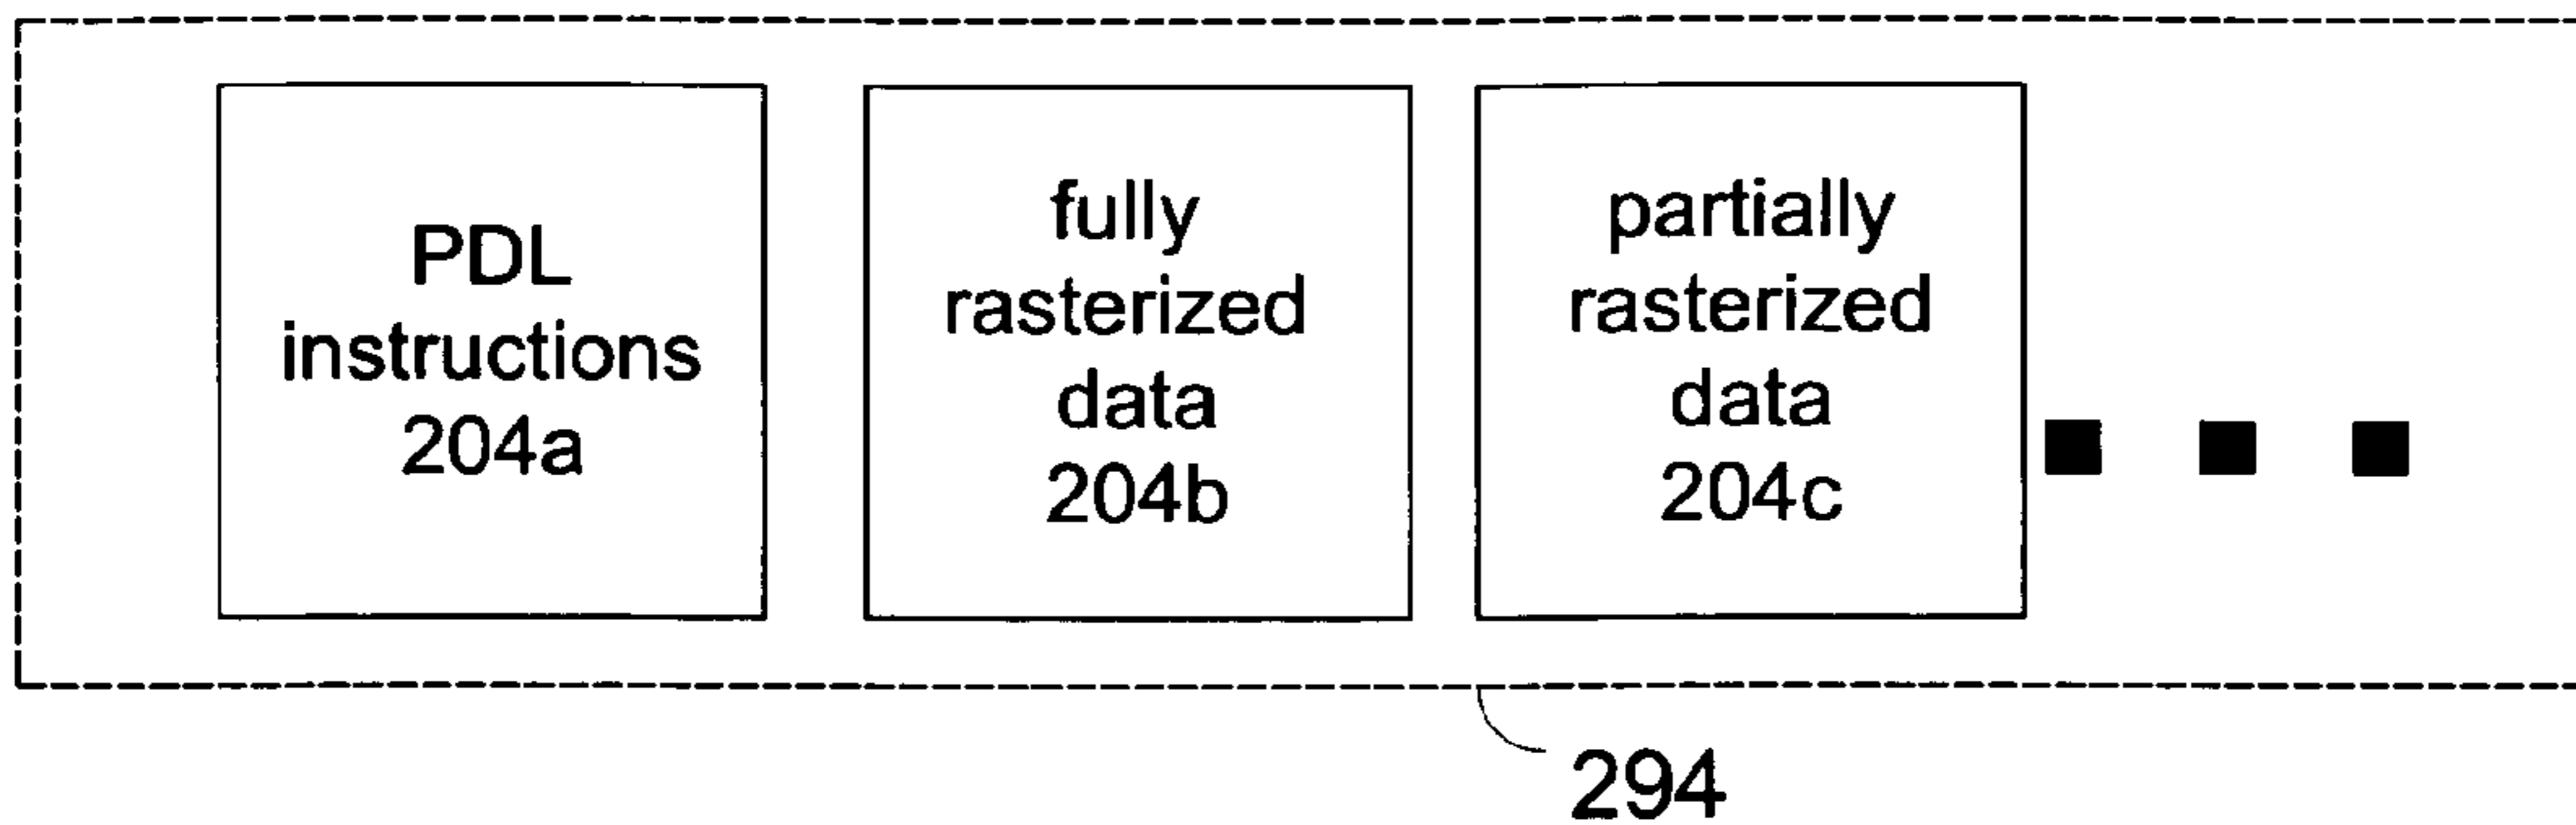 PDL
instructions
204a
fully
rasterized
data
204b
partially
rasterized
data
204c
294